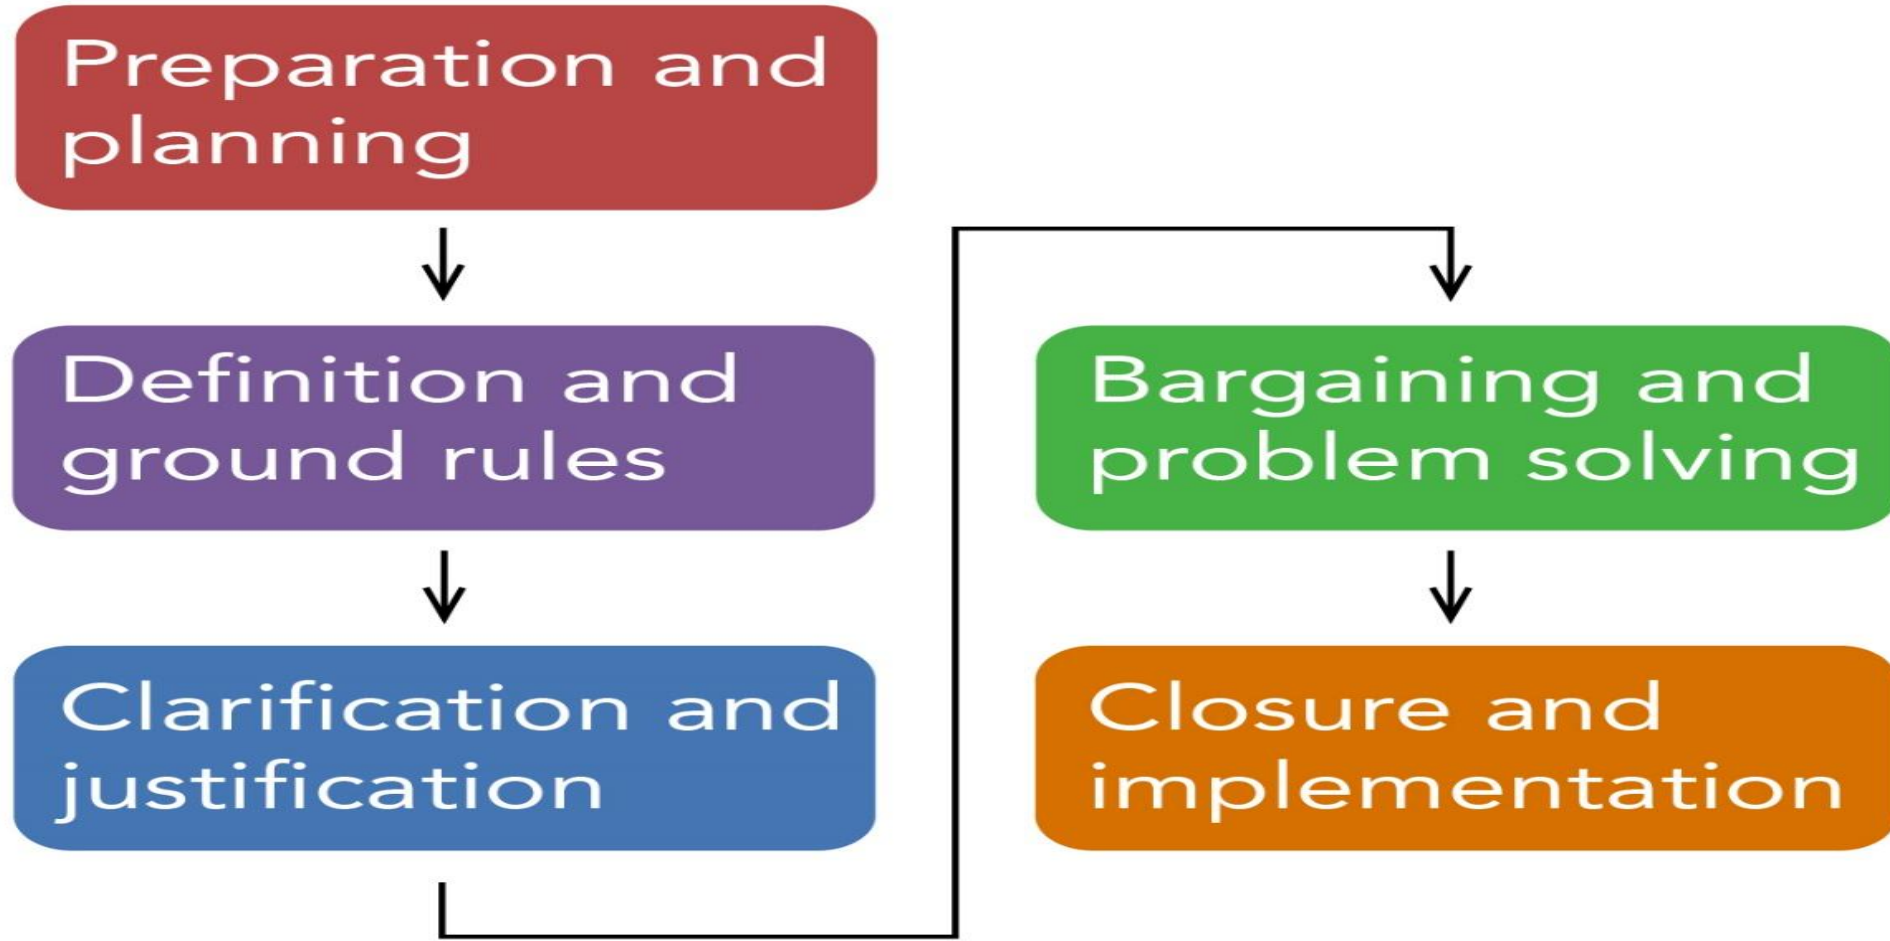 Preparation and
planning
Definition and
ground rules
Clarification and
justification
Bargaining and
problem solving
Closure and
implementation